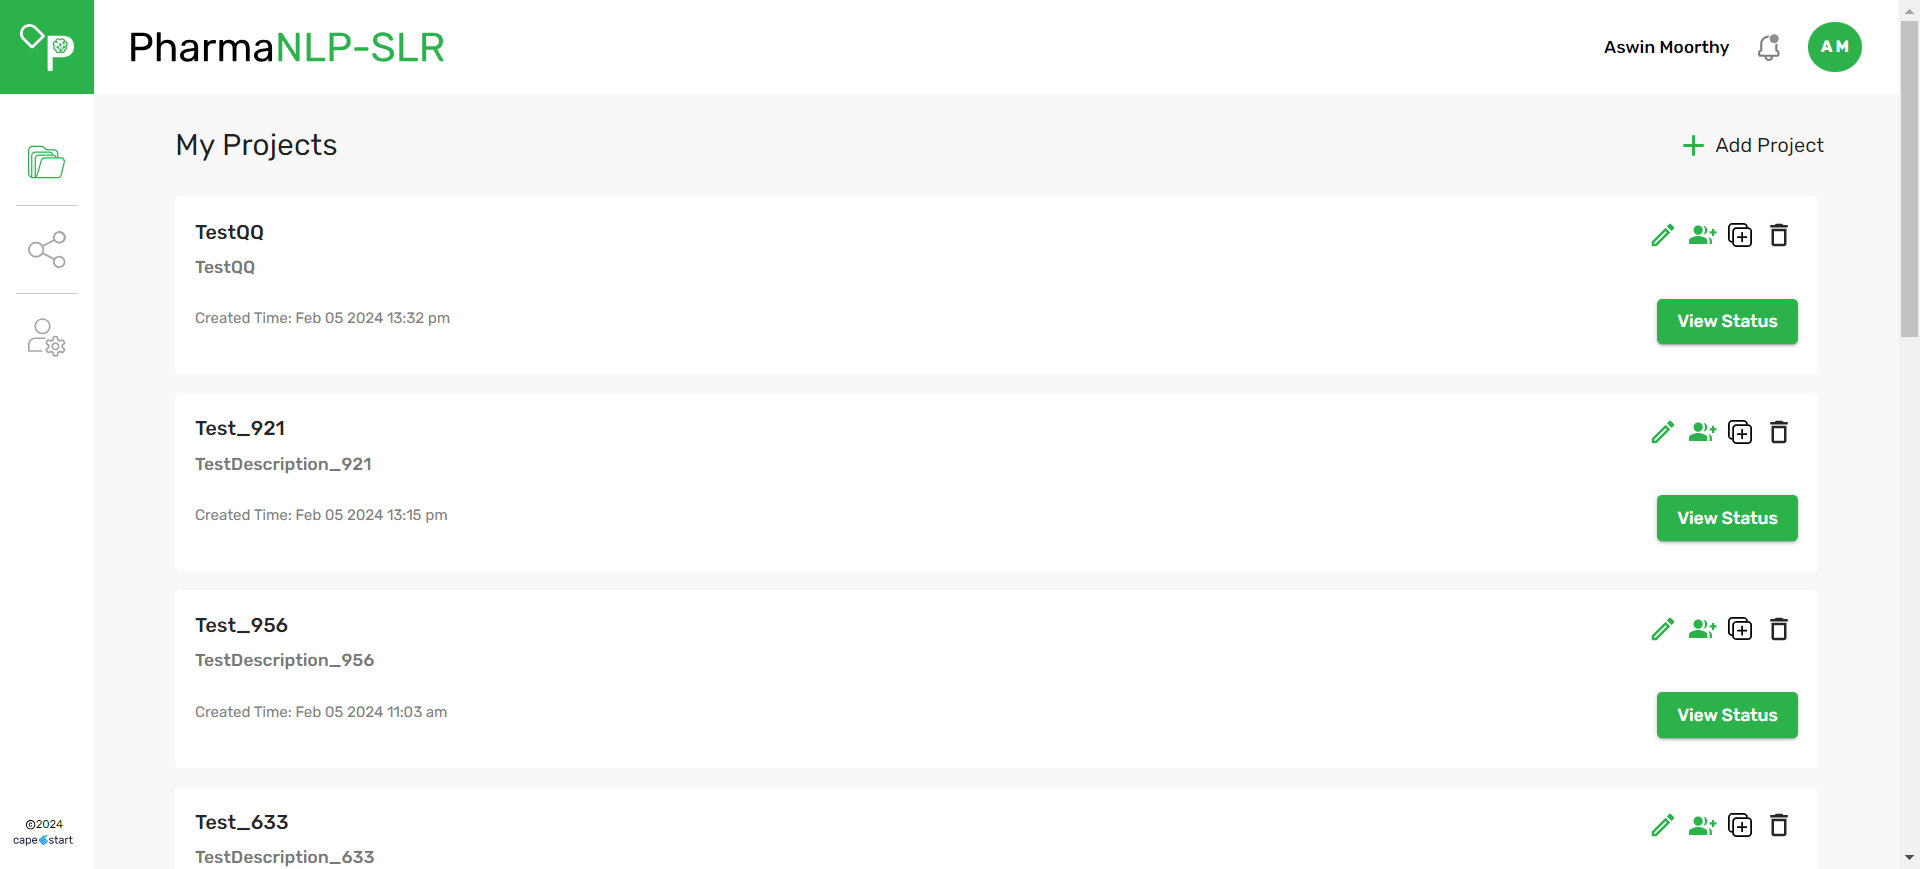 PharmaNLP-SLR
Aswin Moorthy
AM
My Projects
Add Project
TestQQ
TestQQ
Created Time: Feb 05 2024 13:32 pm
View Status
Test_921
TestDescription_921
Created Time: Feb 05 2024 13:15 pm
View Status
Test_956
TestDescription_956
Created Time: Feb 05 2024 11:03 am
View Status
Test_633
TestDescription_633
©2024
capestart